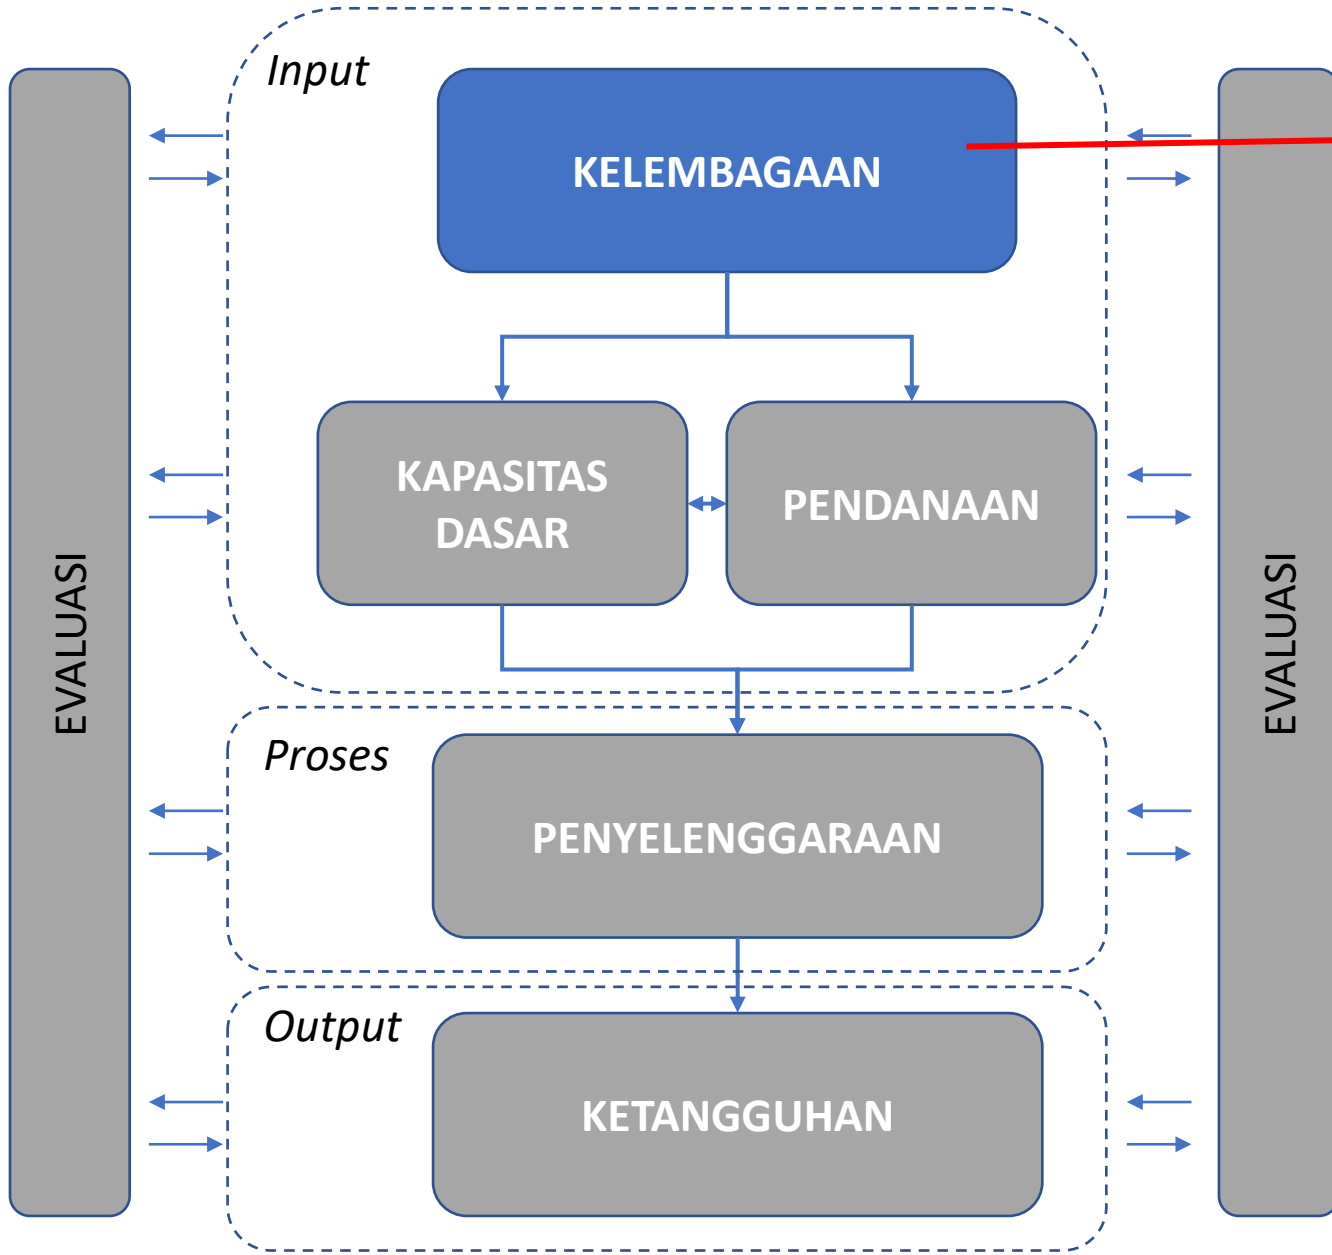 Input
KELEMBAGAAN
KAPASITAS
DASAR
PENDANAAN
EVALUASI
EVALUASI
Proses
PENYELENGGARAAN
Output
KETANGGUHAN